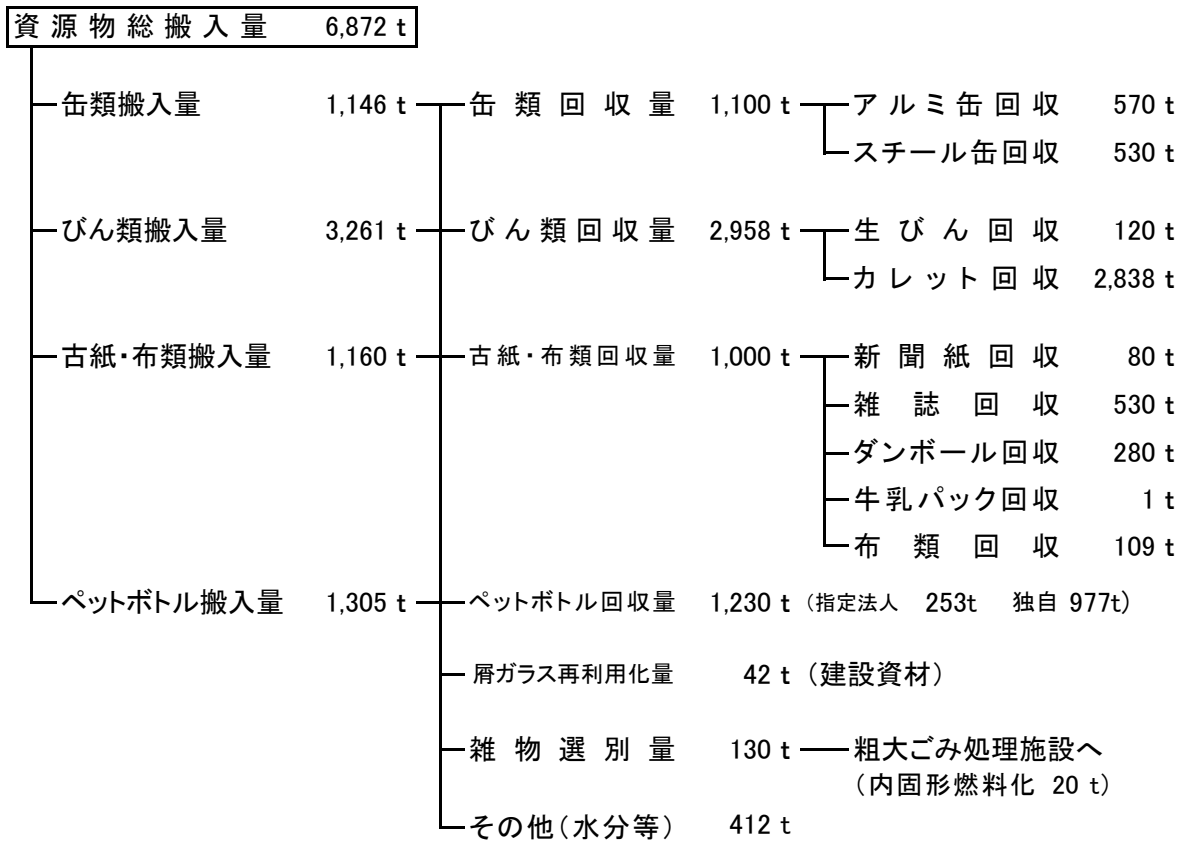 資源物総搬入量 6,872 t
缶類搬入量 1,146 t 缶類回収量 1,100 t アルミ缶回収 570 t
スチール缶回収 530 t
びん類搬入量 3,261 t びん類回収量 2,958 t 生びん回収 120 t
カレット回収 2,838 t
古紙・布類搬入量 1,160 t 古紙・布類回収量 1,000 t 新聞紙回収 80 t
雑誌回収 530 t
ダンボール回収 280 t
牛乳パック回収 1 t
布類回収 109 t
ペットボトル搬入量 1,305 t ペットボトル回収量 1,230 t (指定法人 253t 独自 977t)
屑ガラス再利用化量 42 t (建設資材)
雑物選別量 130 t 粗大ごみ処理施設へ
(内固形燃料化 20 t)
その他(水分等) 412 t